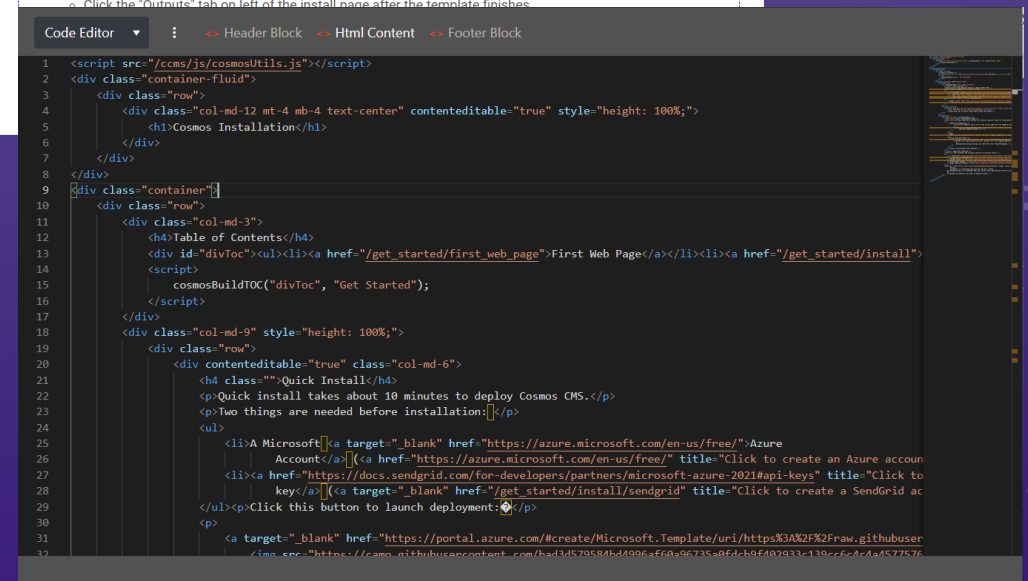 Click the "Outputs" tab on left of the install page after the template finishes
Code Editor ▼ ⋮ <> Header Block <> Html Content <> Footer Block
1 <script src="/ccms/js/cosmosUtils.js"></script>
2 <div class="container-fluid">
3 <div class="row">
4 <div class="col-md-12 mt-4 mb-4 text-center" contenteditable="true" style="height: 100%;">
5 <h1>Cosmos Installation</h1>
6 </div>
7 </div>
8 </div>
9 <div class="container">
10 <div class="row">
11 <div class="col-md-3">
12 <h4>Table of Contents</h4>
13 <div id="divToc"><ul><li><a href="/get_started/first_web_page">First Web Page</a></li><li><a href="/get_started/install">
14 <script>
15 cosmosBuildTOC("divToc", "Get Started");
16 </script>
17 </div>
18 <div class="col-md-9" style="height: 100%;">
19 <div class="row">
20 <div contenteditable="true" class="col-md-6">
21 <h4 class="">Quick Install</h4>
22 <p>Quick install takes about 10 minutes to deploy Cosmos CMS.</p>
23 <p>Two things are needed before installation: </p>
24 <ul>
25 <li>A Microsoft <a target="_blank" href="https://azure.microsoft.com/en-us/free/">Azure
26 Account</a> (<a href="https://azure.microsoft.com/en-us/free/" title="Click to create an Azure accoun
27 <li><a href="https://docs.sendgrid.com/for-developers/partners/microsoft-azure-2021#api-keys" title="Click to
28 key</a> (<a target="_blank" href="/get_started/install/sendgrid" title="Click to create a SendGrid ac
29 </ul><p>Click this button to launch deployment:�</p>
30 <p>
31 <a target="_blank" href="https://portal.azure.com/#create/Microsoft.Template/uri/https%3A%2F%2Fraw.githubuser
32 <img src="https://camo.githubusercontent.com/bad3d579584bd4996af60a96735a0fdcb9f402933c139cc6c4c4a4577576